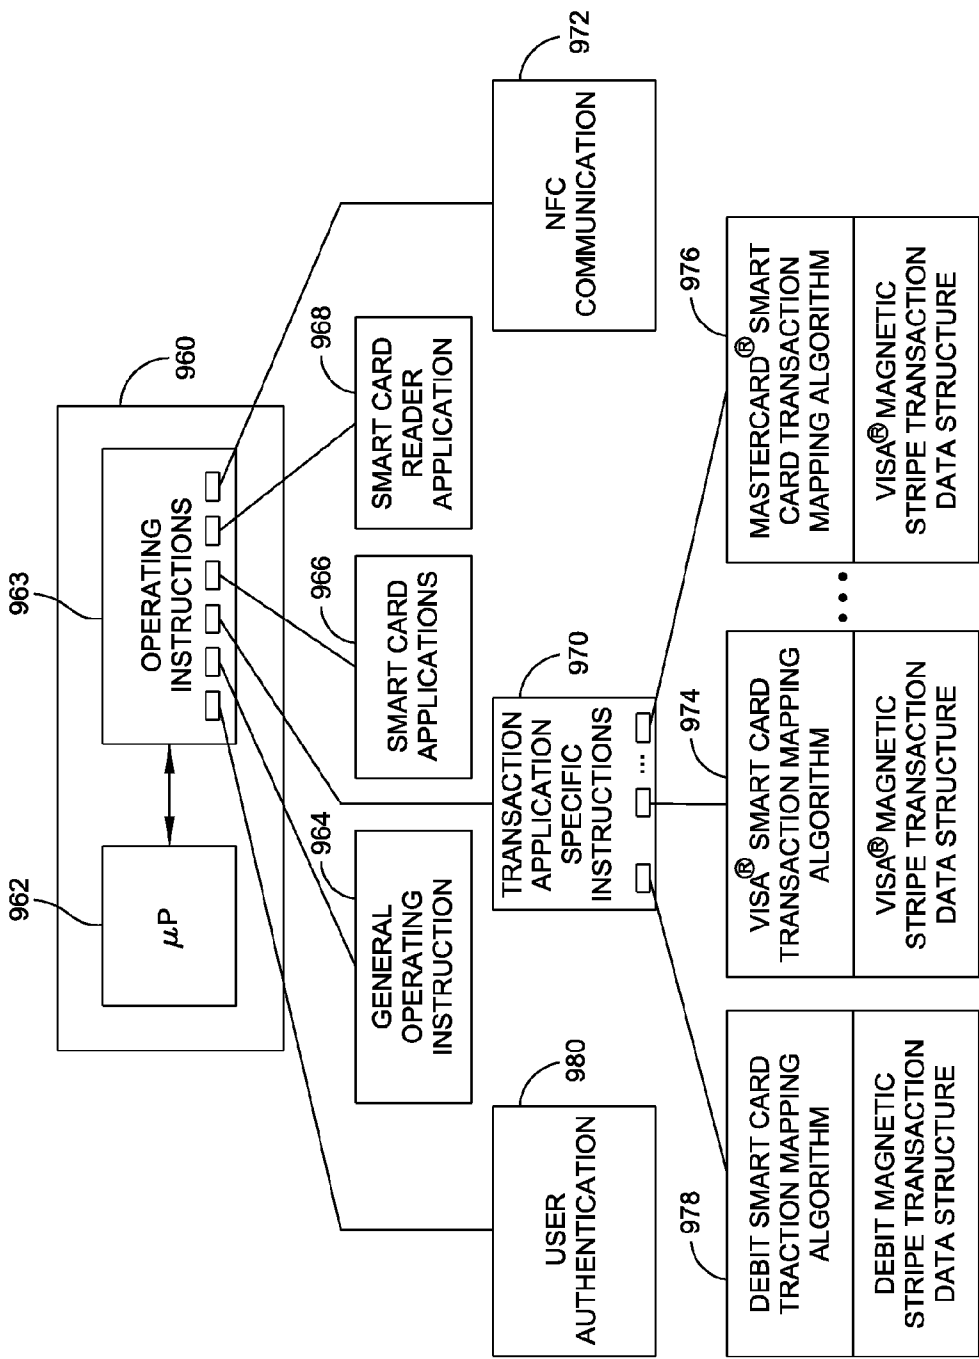 960
962
μP
963
OPERATING
INSTRUCTIONS
964
GENERAL
OPERATING
INSTRUCTION
966
SMART CARD
APPLICATIONS
968
SMART CARD
READER
APPLICATION
980
USER
AUTHENTICATION
970
TRANSACTION
APPLICATION
SPECIFIC
INSTRUCTIONS
...
972
NFC
COMMUNICATION
978
DEBIT SMART CARD
TRACTION MAPPING
ALGORITHM
DEBIT MAGNETIC
STRIPE TRANSACTION
DATA STRUCTURE
974
VISA® SMART CARD
TRANSACTION MAPPING
ALGORITHM
VISA® MAGNETIC
STRIPE TRANSACTION
DATA STRUCTURE
...
976
MASTERCARD® SMART
CARD TRANSACTION
MAPPING ALGORITHM
VISA® MAGNETIC
STRIPE TRANSACTION
DATA STRUCTURE